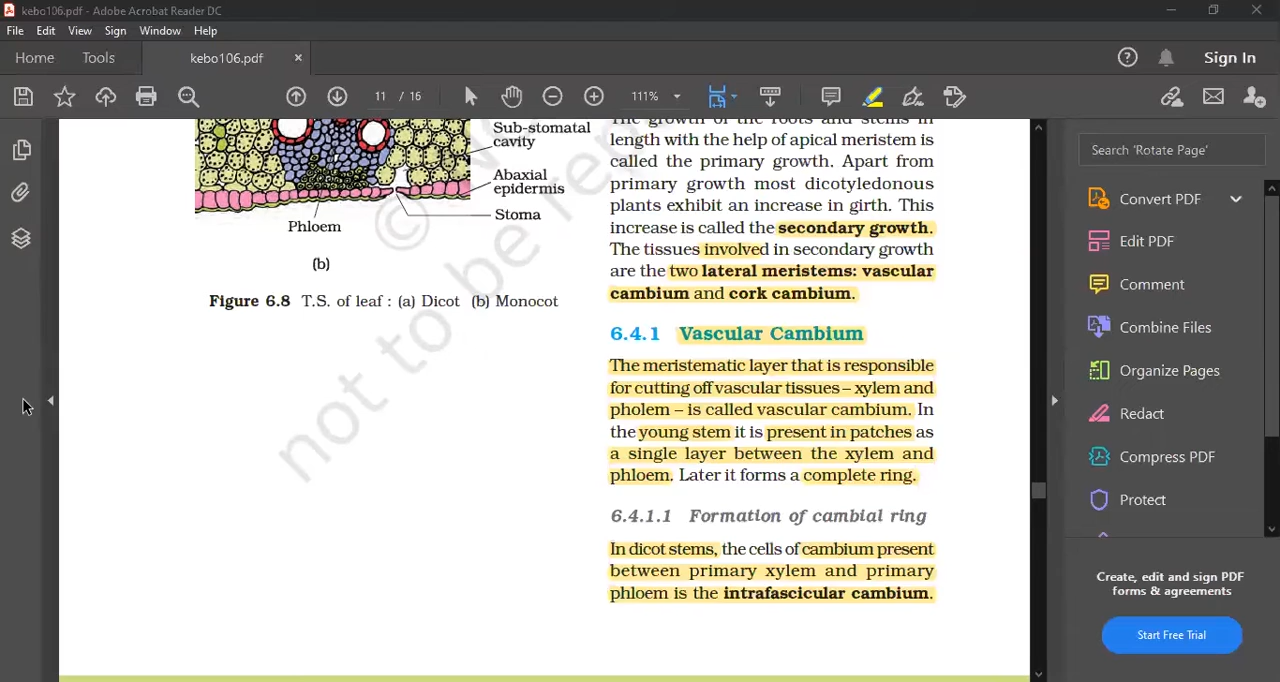 kebo106.pdf - Adobe Acrobat Reader DC
File Edit View Sign Window Help
Home Tools kebo106.pdf × Sign In
11 / 16 111%
Sub-stomatal
cavity
Abaxial
epidermis
Stoma
Phloem
(b)
Figure 6.8 T.S. of leaf : (a) Dicot (b) Monocot
© not to be rep
The growth of the roots and stems in
length with the help of apical meristem is
called the primary growth. Apart from
primary growth most dicotyledonous
plants exhibit an increase in girth. This
increase is called the secondary growth.
The tissues involved in secondary growth
are the two lateral meristems: vascular
cambium and cork cambium.
6.4.1 Vascular Cambium
The meristematic layer that is responsible
for cutting off vascular tissues – xylem and
pholem – is called vascular cambium. In
the young stem it is present in patches as
a single layer between the xylem and
phloem. Later it forms a complete ring.
6.4.1.1 Formation of cambial ring
In dicot stems, the cells of cambium present
between primary xylem and primary
phloem is the intrafascicular cambium.
Search 'Rotate Page'
Convert PDF
Edit PDF
Comment
Combine Files
Organize Pages
Redact
Compress PDF
Protect
Create, edit and sign PDF
forms & agreements
Start Free Trial